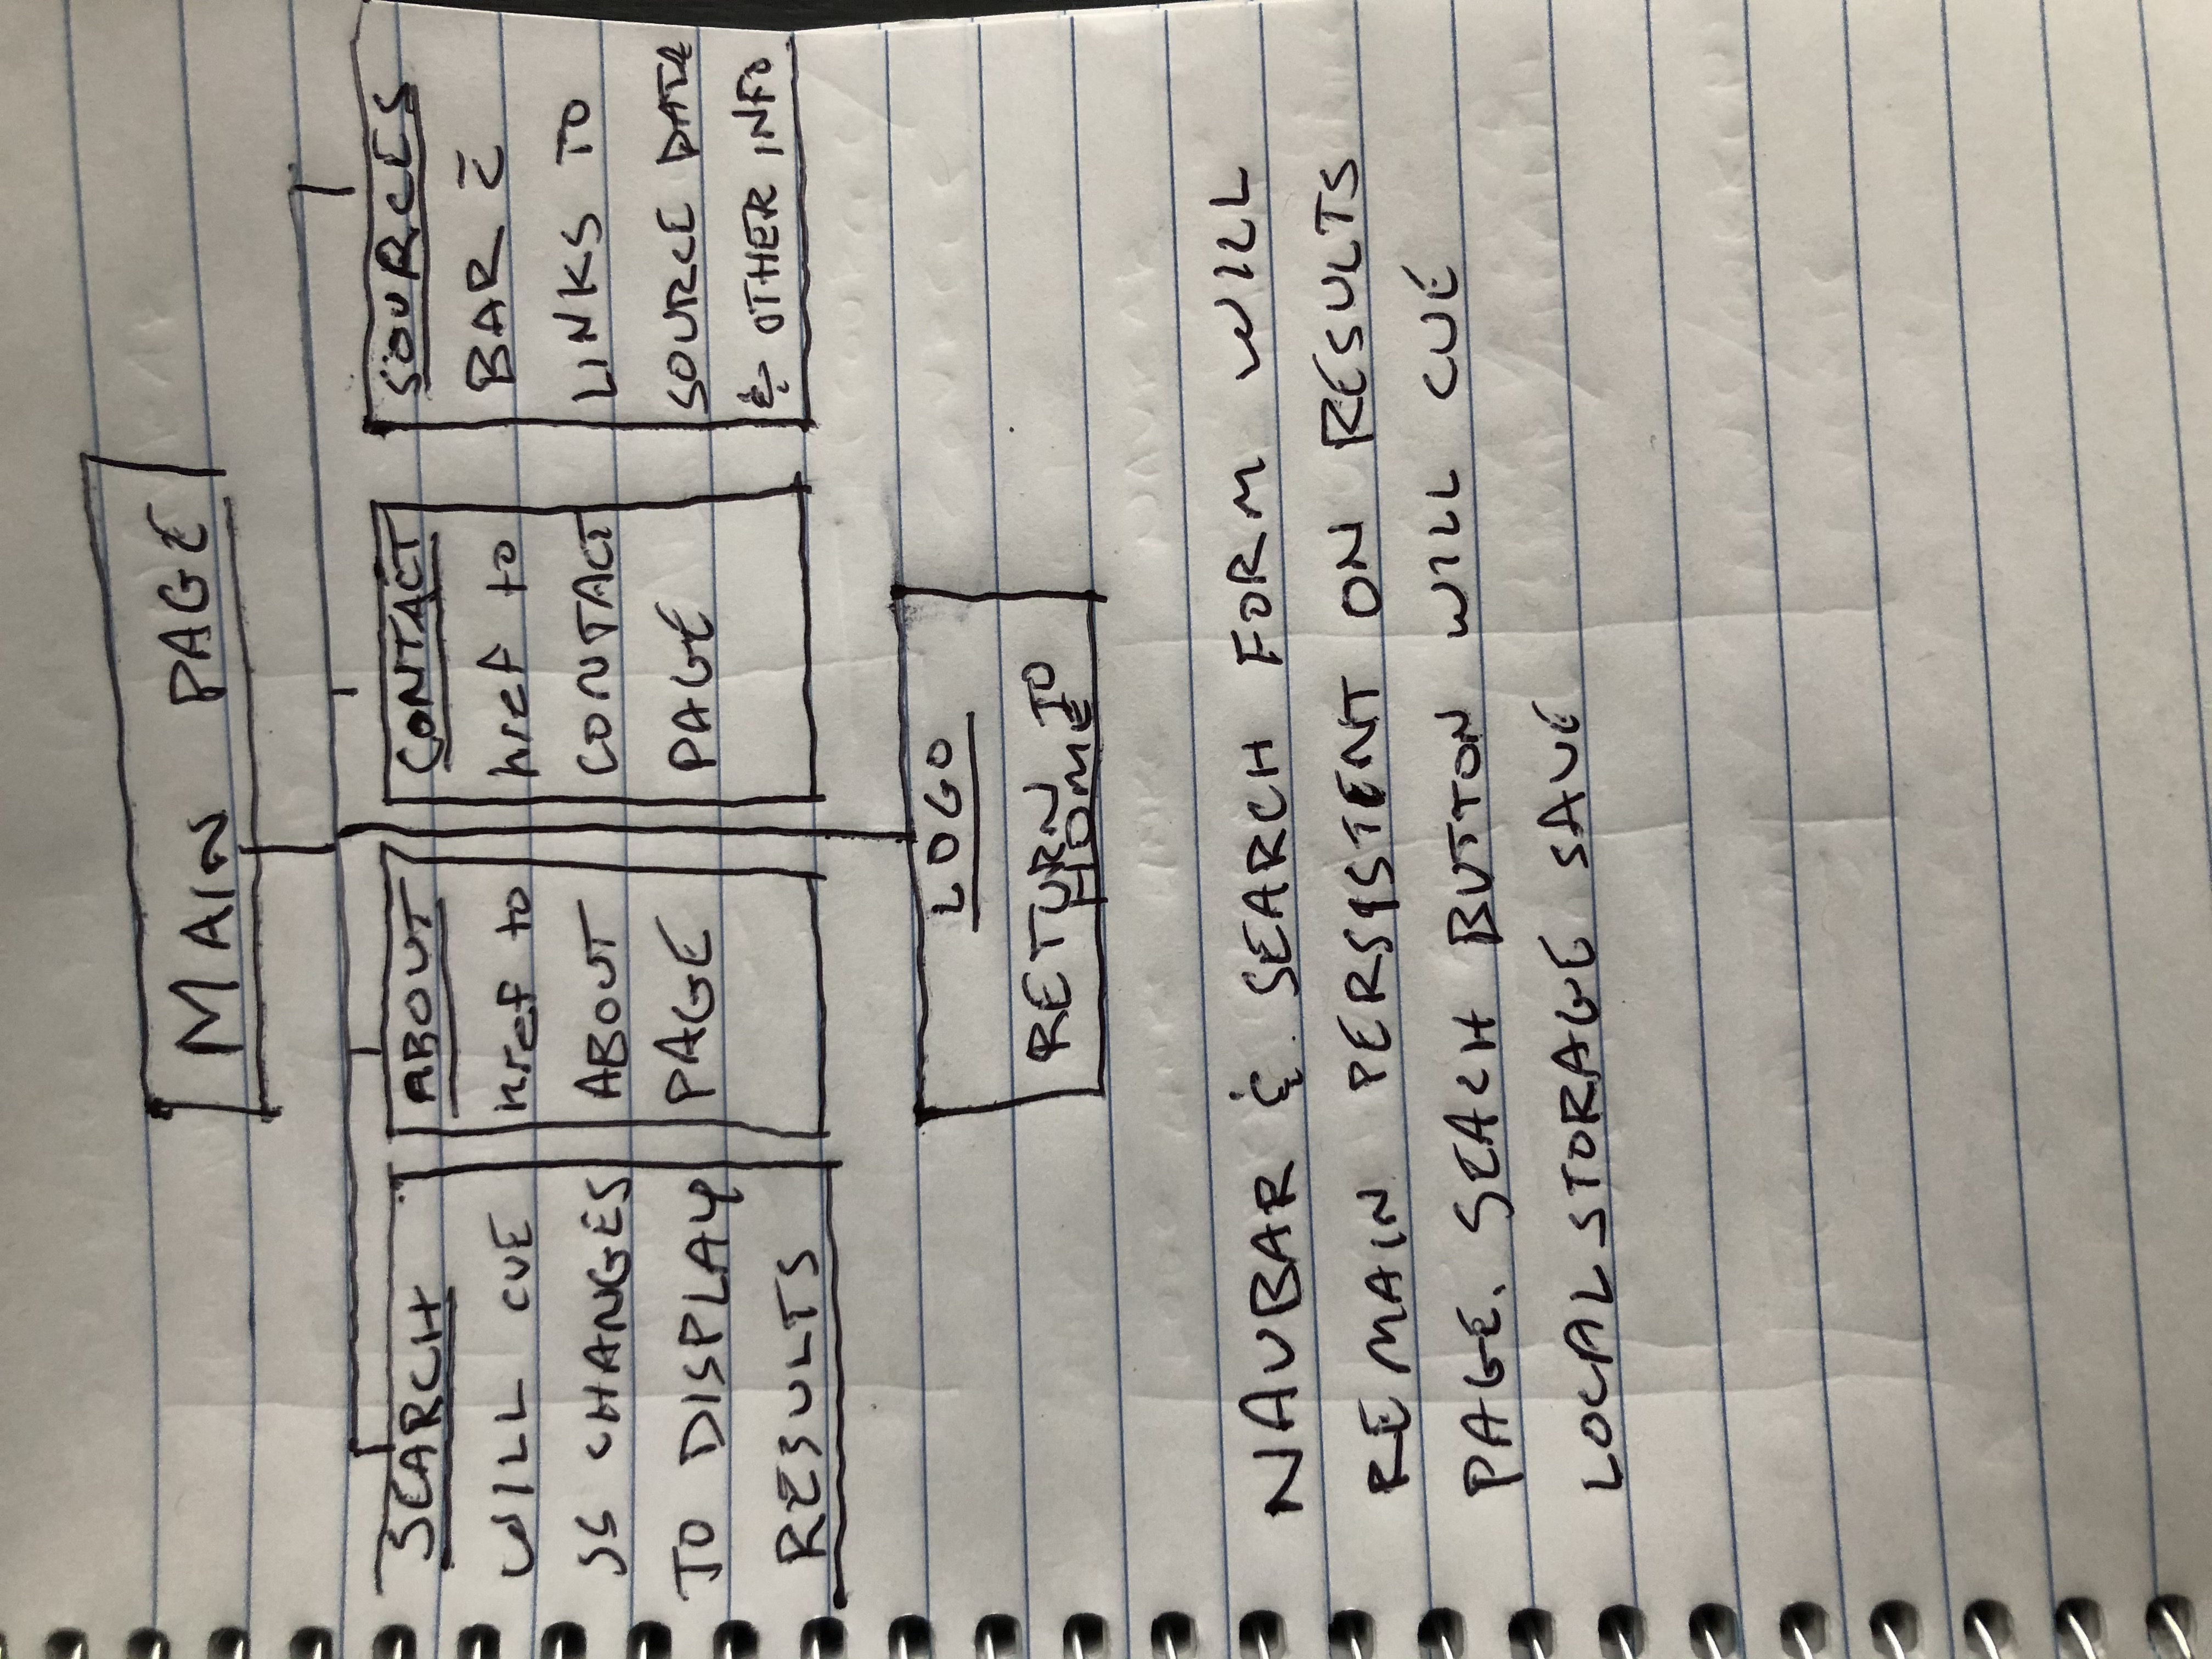 MAIN PAGE
SEARCH
WILL CUE
JS CHANGES
TO DISPLAY
RESULTS
ABOUT
href to
ABOUT
PAGE
CONTACT
href to
CONTACT
PAGE
SOURCES
BAR c̄
LINKS TO
SOURCE DATA
& OTHER INFO
LOGO
RETURN TO
HOME
NAVBAR & SEARCH FORM WILL
REMAIN PERSISTENT ON RESULTS
PAGE. SEACH BUTTON WILL CUE
LOCALSTORAGE SAVE